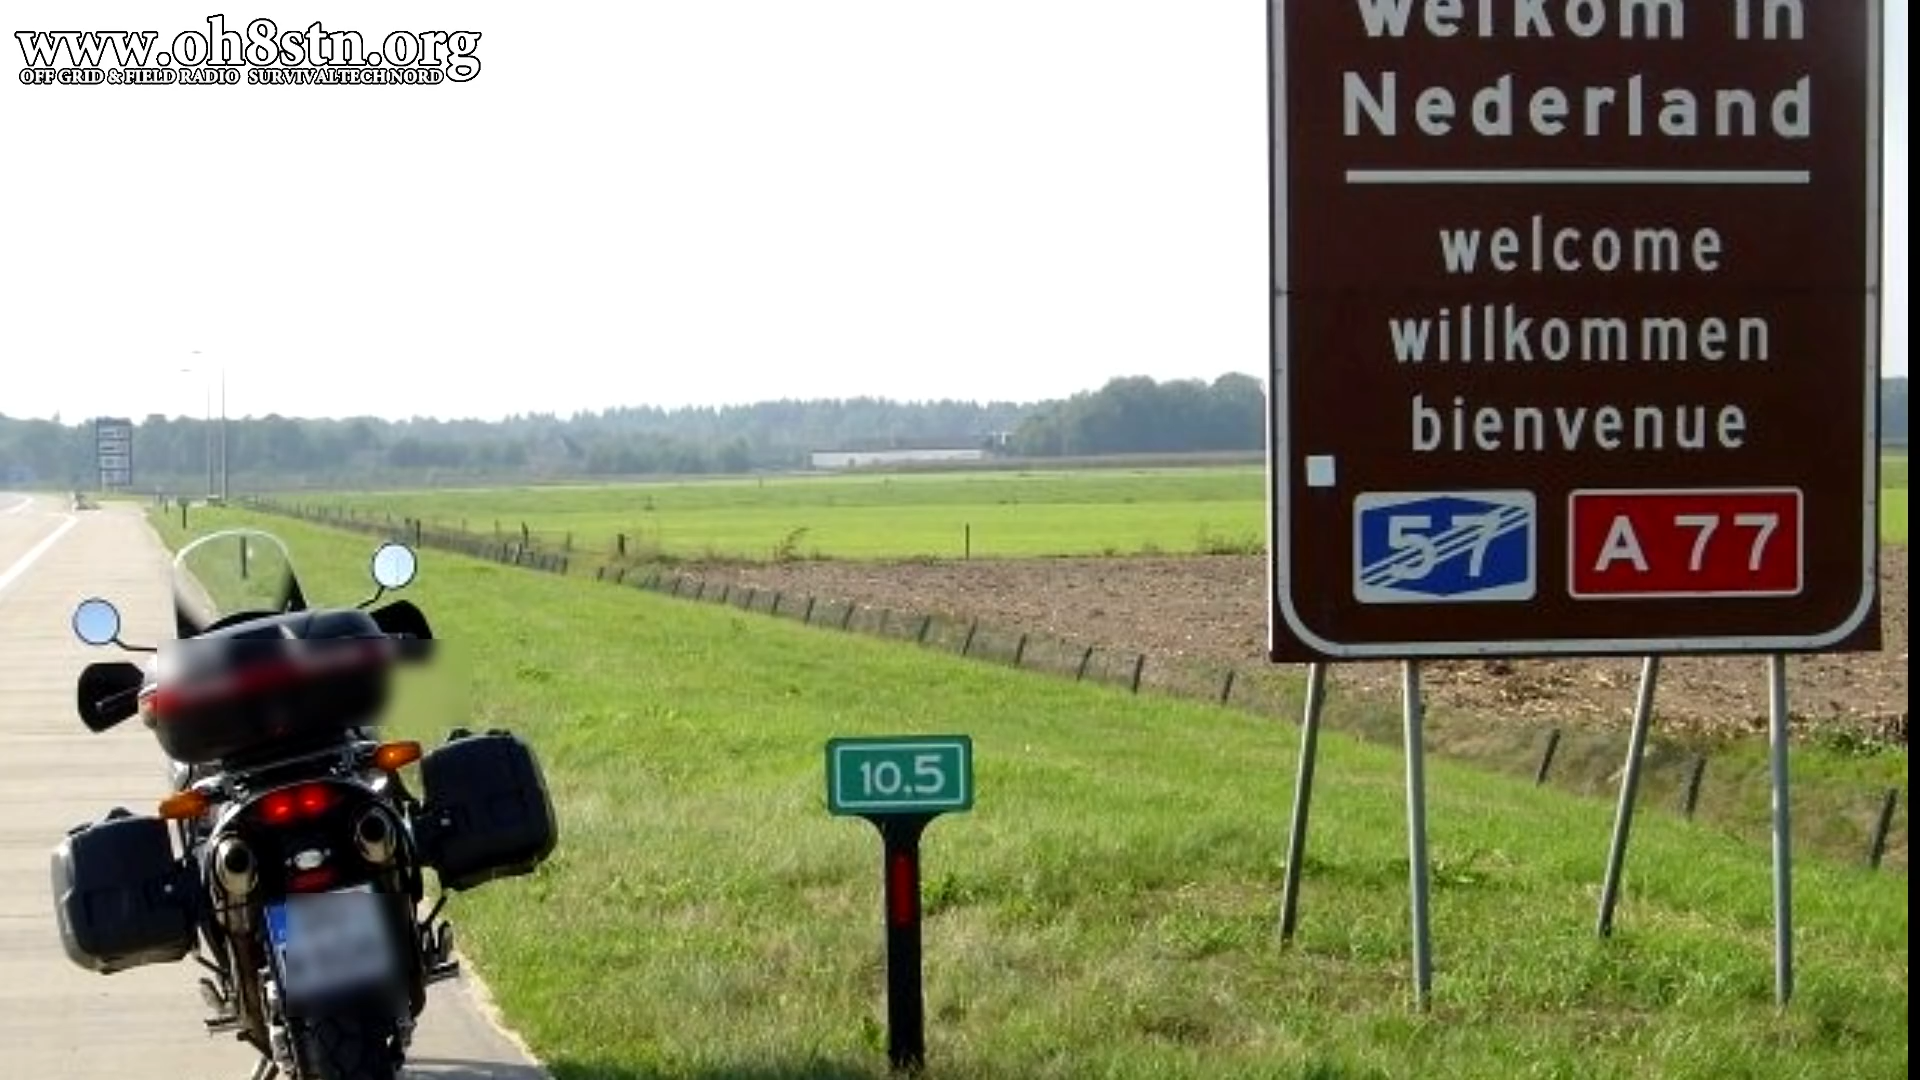 www.oh8stn.org
OFF GRID & FIELD RADIO SURVIVALTECHNORD
Welkom in
Nederland
welcome
willkommen
bienvenue
57
A 77
10.5